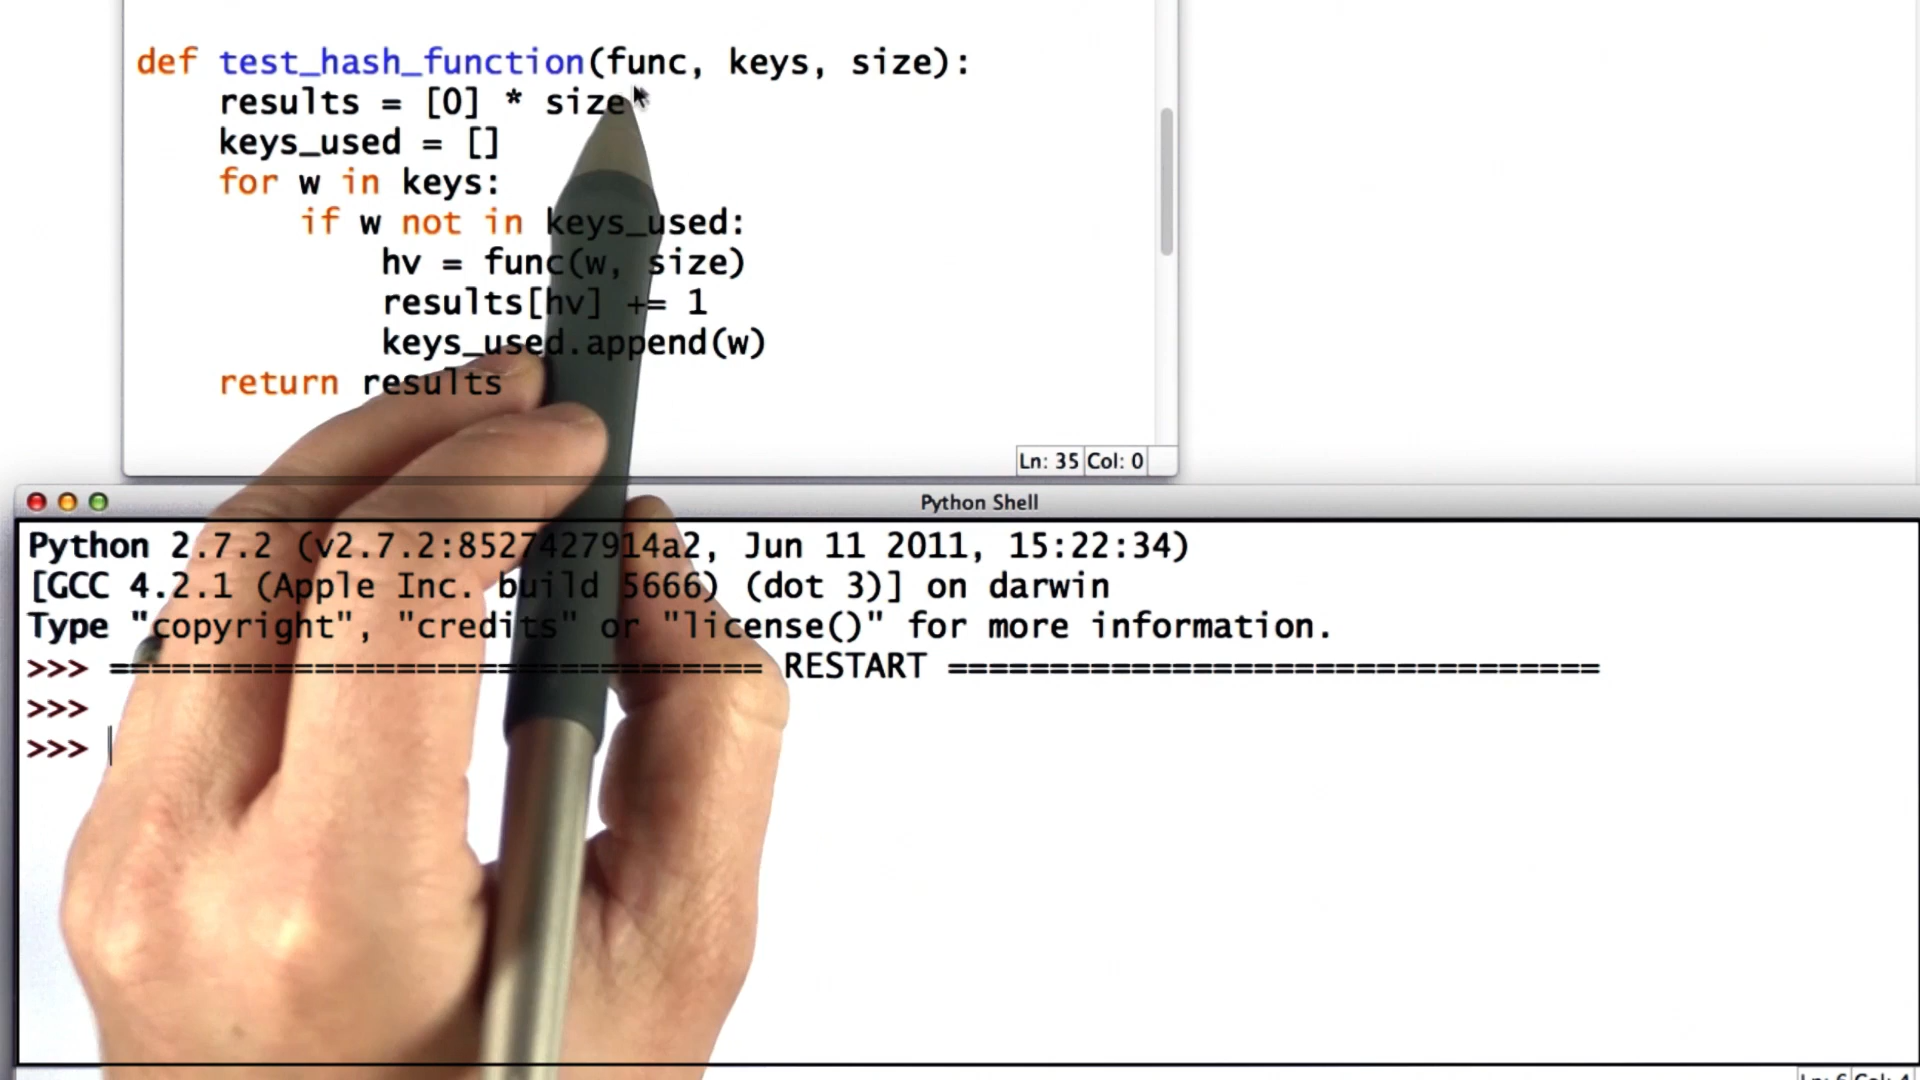 def test_hash_function(func, keys, size):
results = [0] * size
keys_used = []
for w in keys:
if w not in keys_used:
hv = func(w, size)
results[hv] += 1
keys_used.append(w)
return results
Ln: 35 Col: 0
Python Shell
Python 2.7.2 (v2.7.2:8527427914a2, Jun 11 2011, 15:22:34)
[GCC 4.2.1 (Apple Inc. build 5666) (dot 3)] on darwin
Type "copyright", "credits" or "license()" for more information.
>>> ================================ RESTART ================================
>>>
>>>